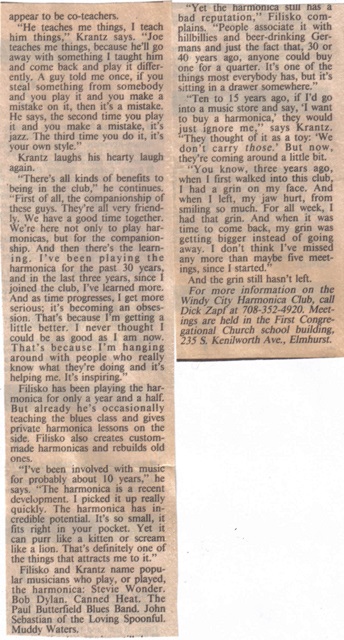 appear to be co-teachers.
"He teaches me things, I teach
him things," Krantz says. "Joe
teaches me things, because he'll go
away with something I taught him
and come back and play it differ-
ently. A guy told me once, if you
steal something from somebody
and you play it and you make a
mistake on it, then it's a mistake.
He says, the second time you play
it and you make a mistake, it's
jazz. The third time you do it, it's
your own style."
Krantz laughs his hearty laugh
again.
"There's all kinds of benefits to
being in the club," he continues.
"First of all, the companionship of
these guys. They're all very friend-
ly. We have a good time together.
We're here not only to play har-
monicas, but for the companion-
ship. And then there's the learn-
ing. I've been playing the
harmonica for the past 30 years,
and in the last three years, since I
joined the club, I've learned more.
And as time progresses, I get more
serious; it's becoming an obses-
sion. That's because I'm getting a
little better. I never thought I
could be as good as I am now.
That's because I'm hanging
around with people who really
know what they're doing and it's
helping me. It's inspiring."
Filisko has been playing the har-
monica for only a year and a half.
But already he's occasionally
teaching the blues class and gives
private harmonica lessons on the
side. Filisko also creates custom-
made harmonicas and rebuilds old
ones.
"I've been involved with music
for probably about 10 years," he
says. "The harmonica is a recent
development. I picked it up really
quickly. The harmonica has in-
credible potential. It's so small, it
fits right in your pocket. Yet it
can purr like a kitten or scream
like a lion. That's definitely one of
the things that attracts me to it."
Filisko and Krantz name popu-
lar musicians who play, or played,
the harmonica: Stevie Wonder.
Bob Dylan. Canned Heat. The
Paul Butterfield Blues Band. John
Sebastian of the Loving Spoonful.
Muddy Waters.
"Yet the harmonica still has a
bad reputation," Filisko com-
plains. "People associate it with
hillbillies and beer-drinking Ger-
mans and just the fact that, 30 or
40 years ago, anyone could buy
one for a quarter. It's one of the
things most everybody has, but it's
sitting in a drawer somewhere."
"Ten to 15 years ago, if I'd go
into a music store and say, 'I want
to buy a harmonica,' they would
just ignore me," says Krantz.
"They thought of it as a toy: 'We
don't carry those.' But now,
they're coming around a little bit.
"You know, three years ago,
when I first walked into this club,
I had a grin on my face. And
when I left, my jaw hurt, from
smiling so much. For all week, I
had that grin. And when it was
time to come back, my grin was
getting bigger instead of going
away. I don't think I've missed
any more than maybe five meet-
ings, since I started."
And the grin still hasn't left.
For more information on the
Windy City Harmonica Club, call
Dick Zapf at 708-352-4920. Meet-
ings are held in the First Congre-
gational Church school building,
235 S. Kenilworth Ave., Elmhurst.